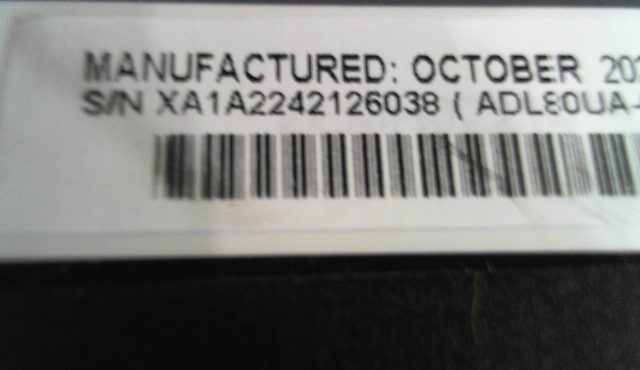 MANUFACTURED: OCTOBER
S/N XA1A2242126038 ( ADL80UA-